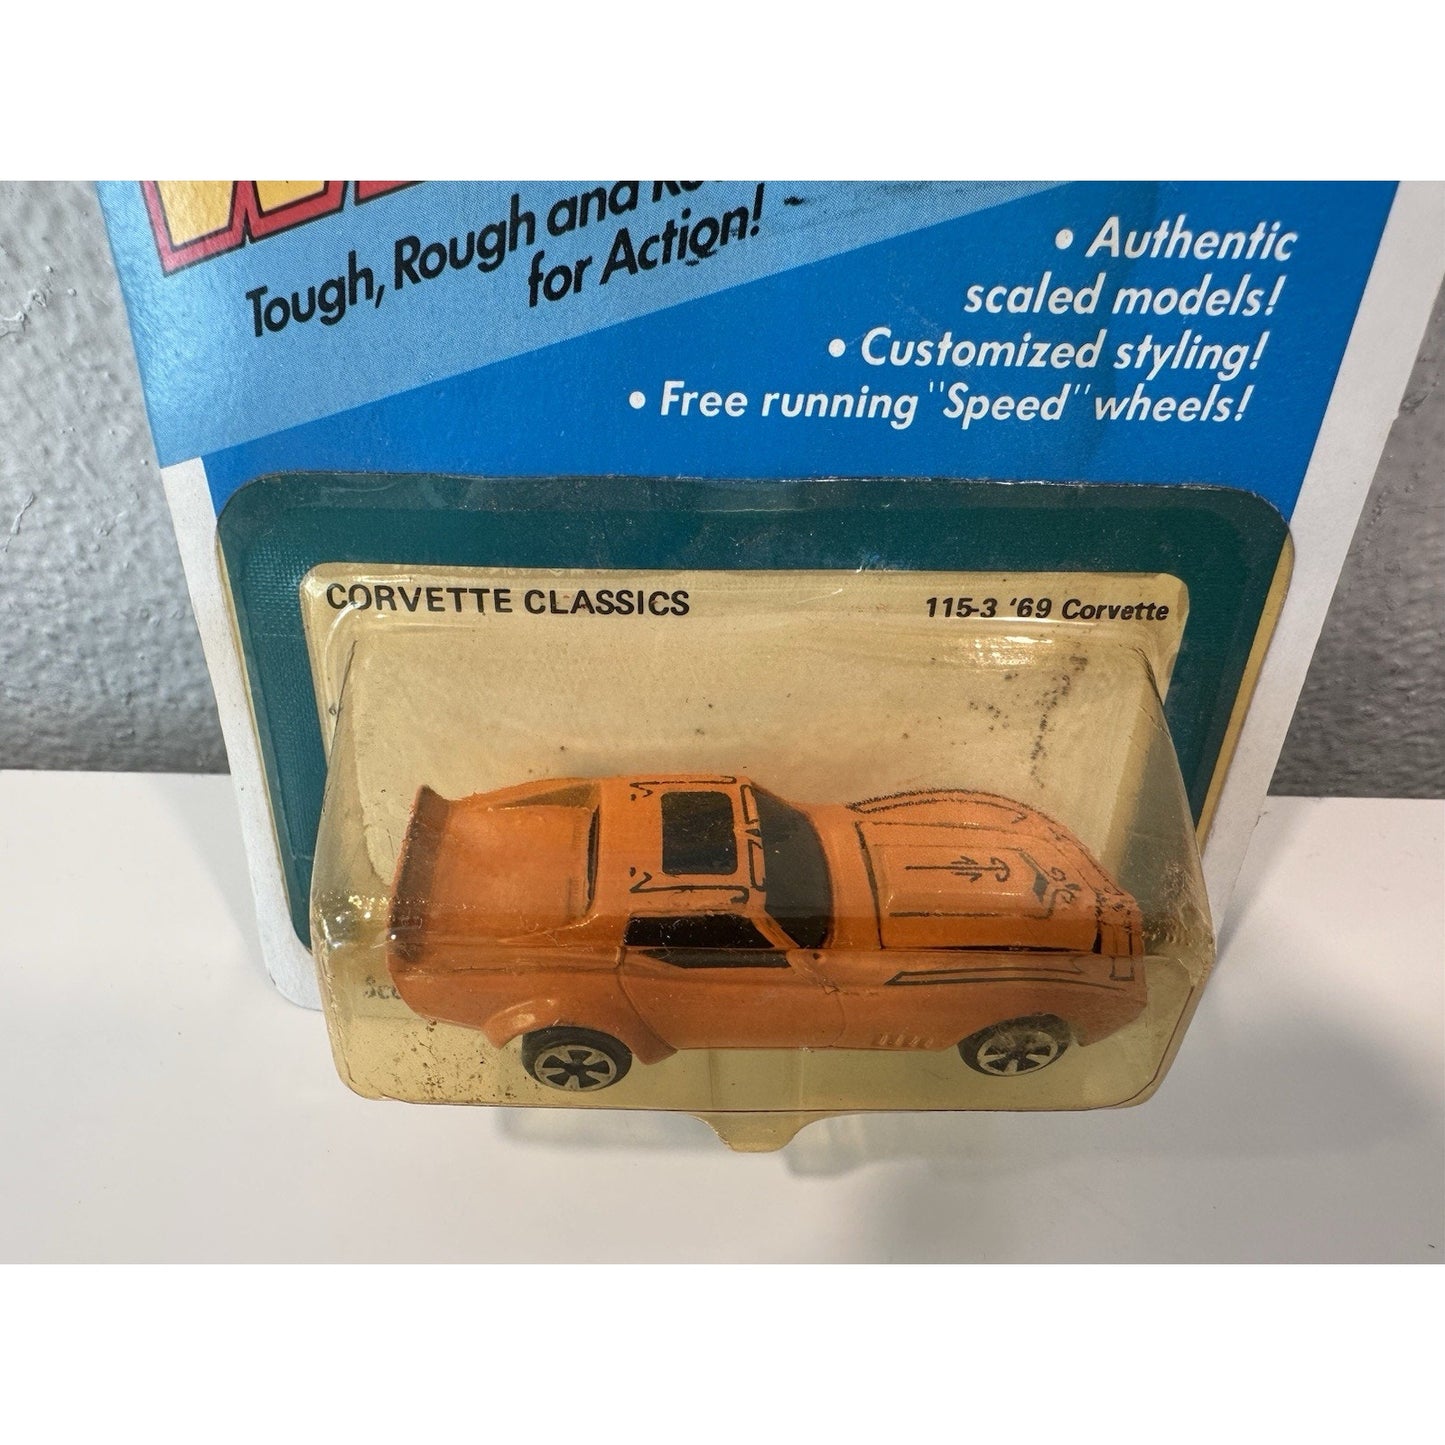 Tough, Rough and
for Action!
• Authentic
scaled models!
• Customized styling!
• Free running "Speed" wheels!
CORVETTE CLASSICS
115-3 '69 Corvette